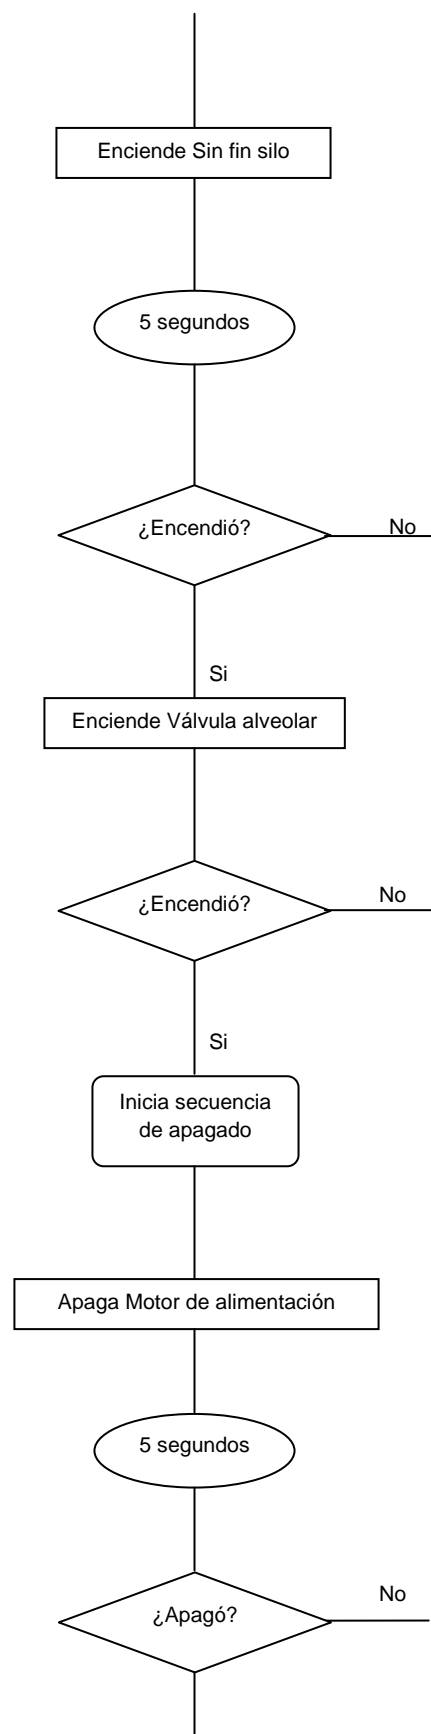 Enciende Sin fin silo
5 segundos
¿Encendió?
No
Si
Enciende Válvula alveolar
¿Encendió?
No
Si
Inicia secuencia
de apagado
Apaga Motor de alimentación
5 segundos
¿Apagó?
No